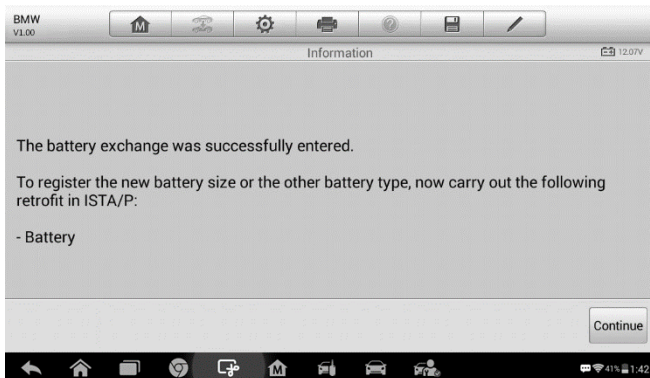 BMW
V1.00
M
Information
12.07V
The battery exchange was successfully entered.
To register the new battery size or the other battery type, now carry out the following
retrofit in ISTA/P:
- Battery
Continue
M
41% 1:42